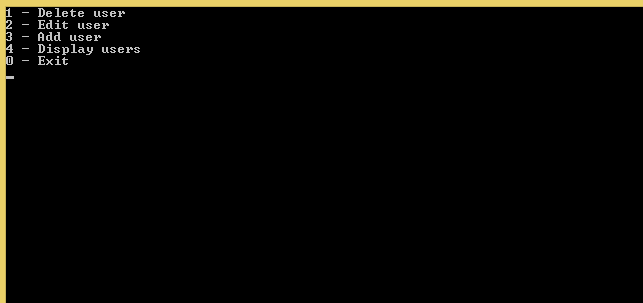 1 - Delete user
2 - Edit user
3 - Add user
4 - Display users
0 - Exit